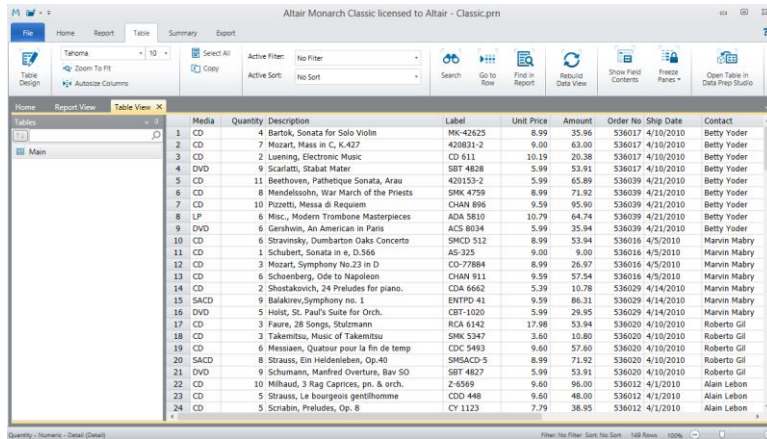 Altair Monarch Classic licensed to Altair - Classic.prn
File Home Report Table Summary Export
Table Design
Tahoma 10
Zoom To Fit
Autosize Columns
Select All
Copy
Active Filter: No Filter
Active Sort: No Sort
Search
Go to Row
Find in Report
Rebuild Data View
Show Field Contents
Freeze Panes
Open Table in Data Prep Studio
Home Report View Table View
Tables
Main
Media Quantity Description Label Unit Price Amount Order No Ship Date Contact
1 CD 4 Bartok, Sonata for Solo Violin MK-42625 8.99 35.96 536017 4/10/2010 Betty Yoder
2 CD 7 Mozart, Mass in C, K.427 420831-2 9.00 63.00 536017 4/10/2010 Betty Yoder
3 CD 2 Luening, Electronic Music CD 611 10.19 20.38 536017 4/10/2010 Betty Yoder
4 DVD 9 Scarlatti, Stabat Mater SBT 4828 5.99 53.91 536017 4/10/2010 Betty Yoder
5 CD 11 Beethoven, Pathetique Sonata, Arau 420153-2 5.99 65.89 536039 4/21/2010 Betty Yoder
6 CD 8 Mendelssohn, War March of the Priests SMK 4759 8.99 71.92 536039 4/21/2010 Betty Yoder
7 CD 10 Pizzetti, Messa di Requiem CHAN 896 9.59 95.90 536039 4/21/2010 Betty Yoder
8 LP 6 Misc., Modern Trombone Masterpieces ADA 5810 10.79 64.74 536039 4/21/2010 Betty Yoder
9 DVD 6 Gershwin, An American in Paris ACS 8034 5.99 35.94 536039 4/21/2010 Betty Yoder
10 CD 6 Stravinsky, Dumbarton Oaks Concerto SMCD 512 8.99 53.94 536016 4/5/2010 Marvin Mabry
11 CD 1 Schubert, Sonata in e, D.566 AS-325 9.00 9.00 536016 4/5/2010 Marvin Mabry
12 CD 3 Mozart, Symphony No.23 in D CO-77884 8.99 26.97 536016 4/5/2010 Marvin Mabry
13 CD 6 Schoenberg, Ode to Napoleon CHAN 911 9.59 57.54 536016 4/5/2010 Marvin Mabry
14 CD 2 Shostakovich, 24 Preludes for piano. CDA 6662 5.39 10.78 536029 4/14/2010 Marvin Mabry
15 SACD 9 Balakirev,Symphony no. 1 ENTPD 41 9.59 86.31 536029 4/14/2010 Marvin Mabry
16 DVD 5 Holst, St. Paul's Suite for Orch. CBT-1020 5.99 29.95 536029 4/14/2010 Marvin Mabry
17 CD 3 Faure, 28 Songs, Stulzmann RCA 6142 17.98 53.94 536020 4/10/2010 Roberto Gil
18 CD 3 Takemitsu, Music of Takemitsu SMK 5347 3.60 10.80 536020 4/10/2010 Roberto Gil
19 CD 6 Messiaen, Quatour pour la fin de temp CDC 5493 9.60 57.60 536020 4/10/2010 Roberto Gil
20 SACD 8 Strauss, Ein Heldenleben, Op.40 SMSACD-5 8.99 71.92 536020 4/10/2010 Roberto Gil
21 DVD 9 Schumann, Manfred Overture, Bav SO SBT 4827 5.99 53.91 536020 4/10/2010 Roberto Gil
22 CD 10 Milhaud, 3 Rag Caprices, pn. & orch. Z-6569 9.60 96.00 536012 4/1/2010 Alain Lebon
23 CD 5 Strauss, Le bourgeois gentilhomme CDD 448 9.60 48.00 536012 4/1/2010 Alain Lebon
24 CD 5 Scriabin, Preludes, Op. 8 CY 1123 7.79 38.95 536012 4/1/2010 Alain Lebon
Quantity - Numeric - Detail (Detail) Filter: No Filter Sort: No Sort 149 Rows 100%